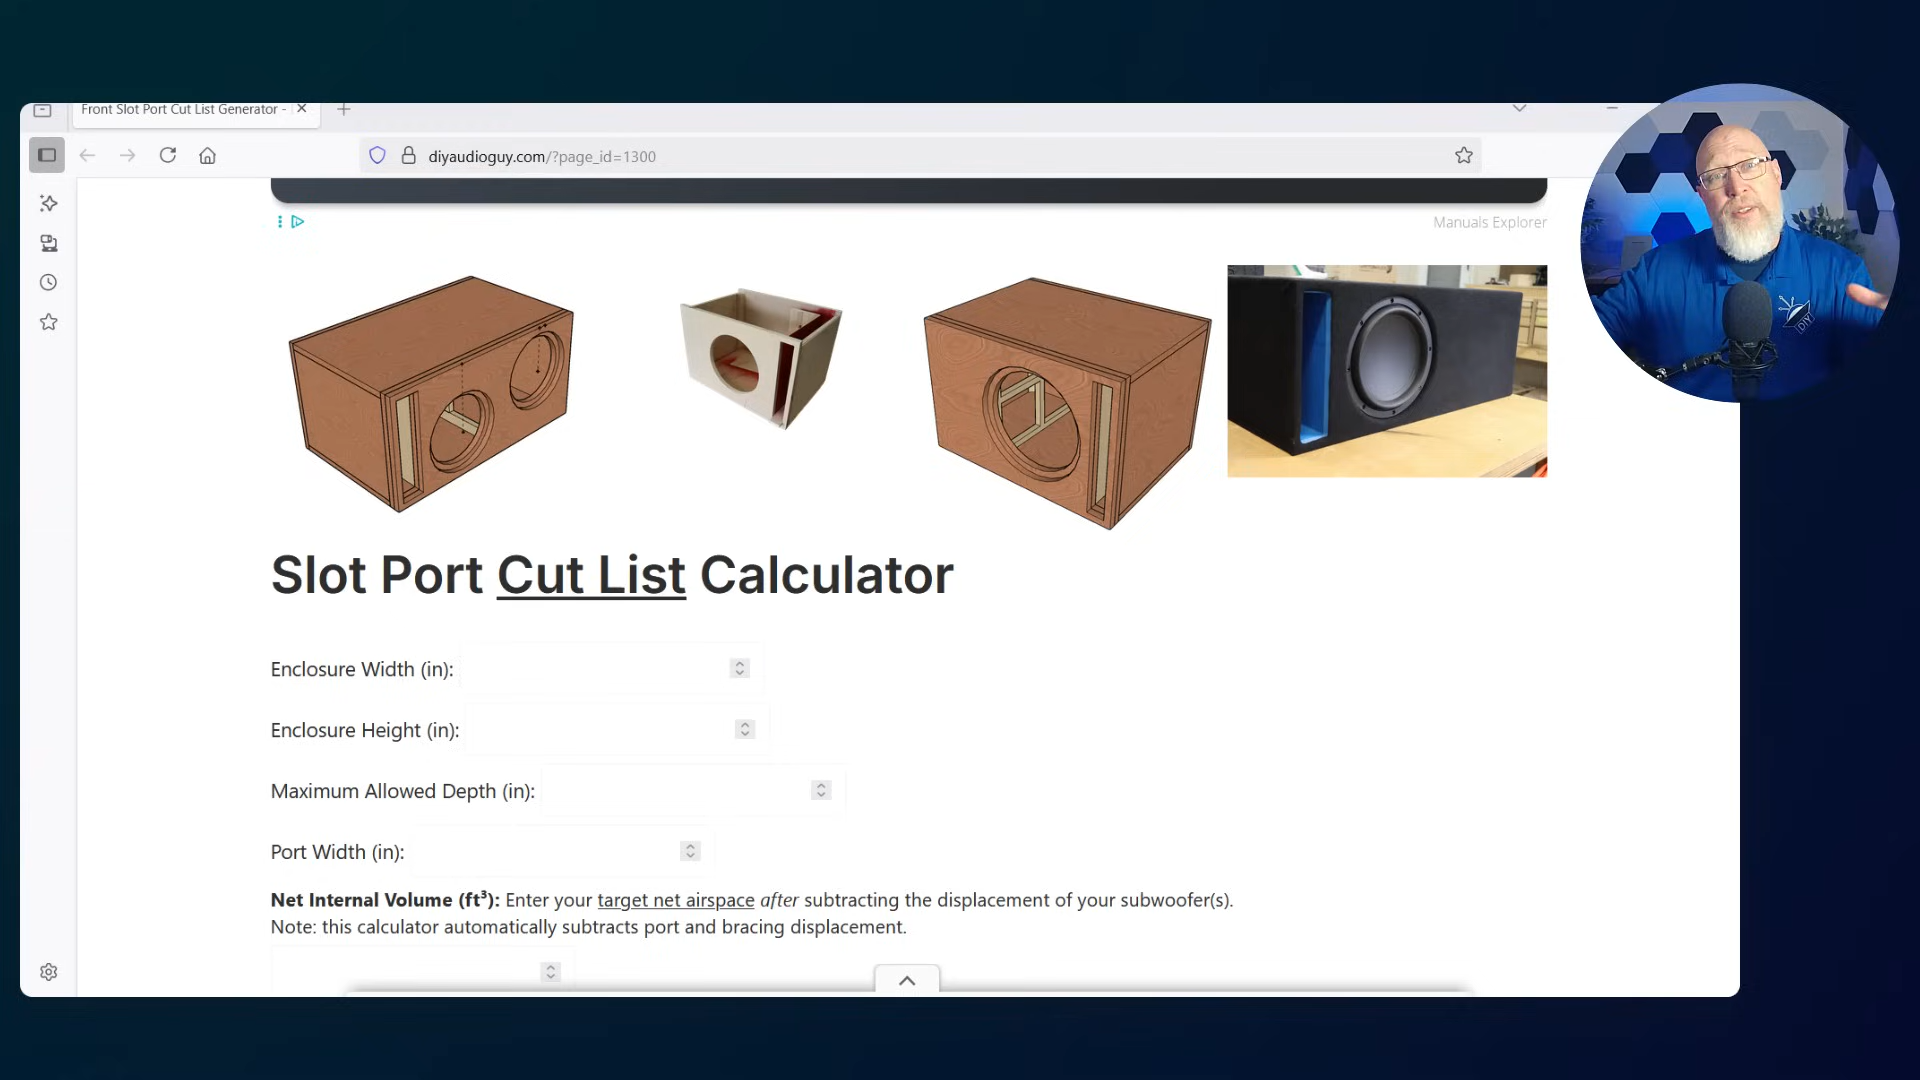 Front Slot Port Cut List Generator -
diyaudioguy.com/?page_id=1300
Manuals Explorer
DIY
Slot Port Cut List Calculator
Enclosure Width (in):
Enclosure Height (in):
Maximum Allowed Depth (in):
Port Width (in):
Net Internal Volume (ft³): Enter your target net airspace after subtracting the displacement of your subwoofer(s).
Note: this calculator automatically subtracts port and bracing displacement.